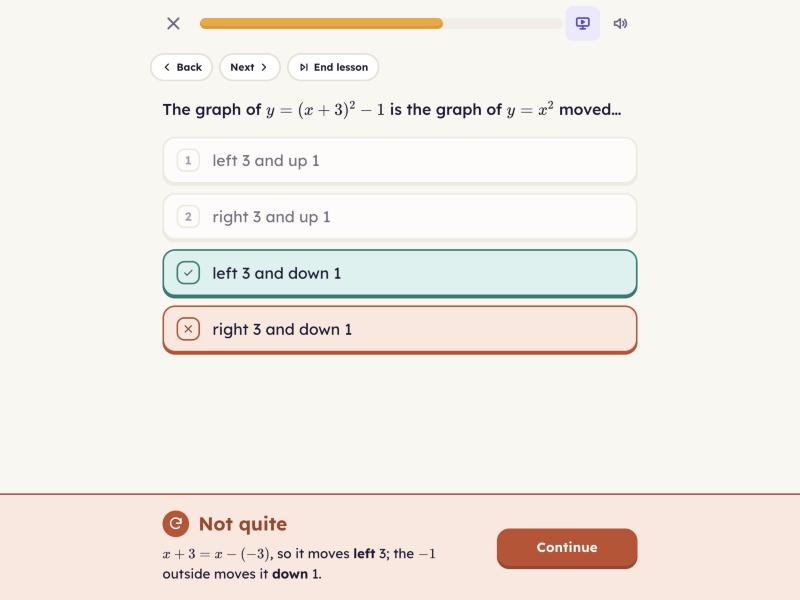 Back
Next
End lesson
The graph of y = (x + 3)² − 1 is the graph of y = x² moved...
1 left 3 and up 1
2 right 3 and up 1
left 3 and down 1
right 3 and down 1
Not quite
x + 3 = x − (−3), so it moves left 3; the −1
outside moves it down 1.
Continue